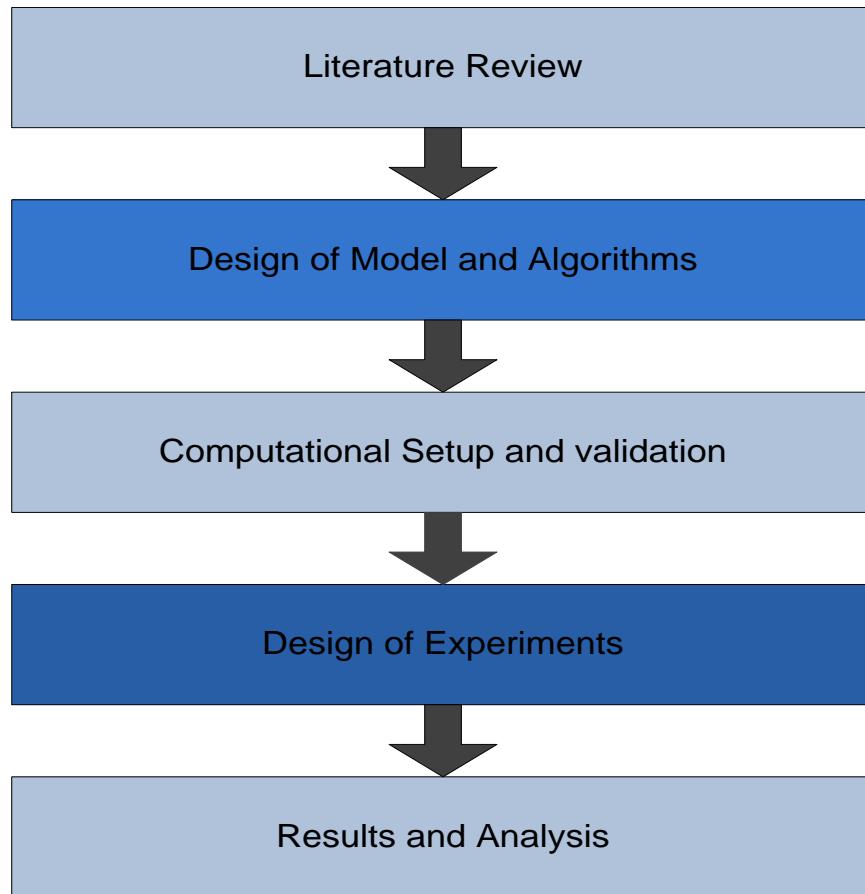 Literature Review
Design of Model and Algorithms
Computational Setup and validation
Design of Experiments
Results and Analysis